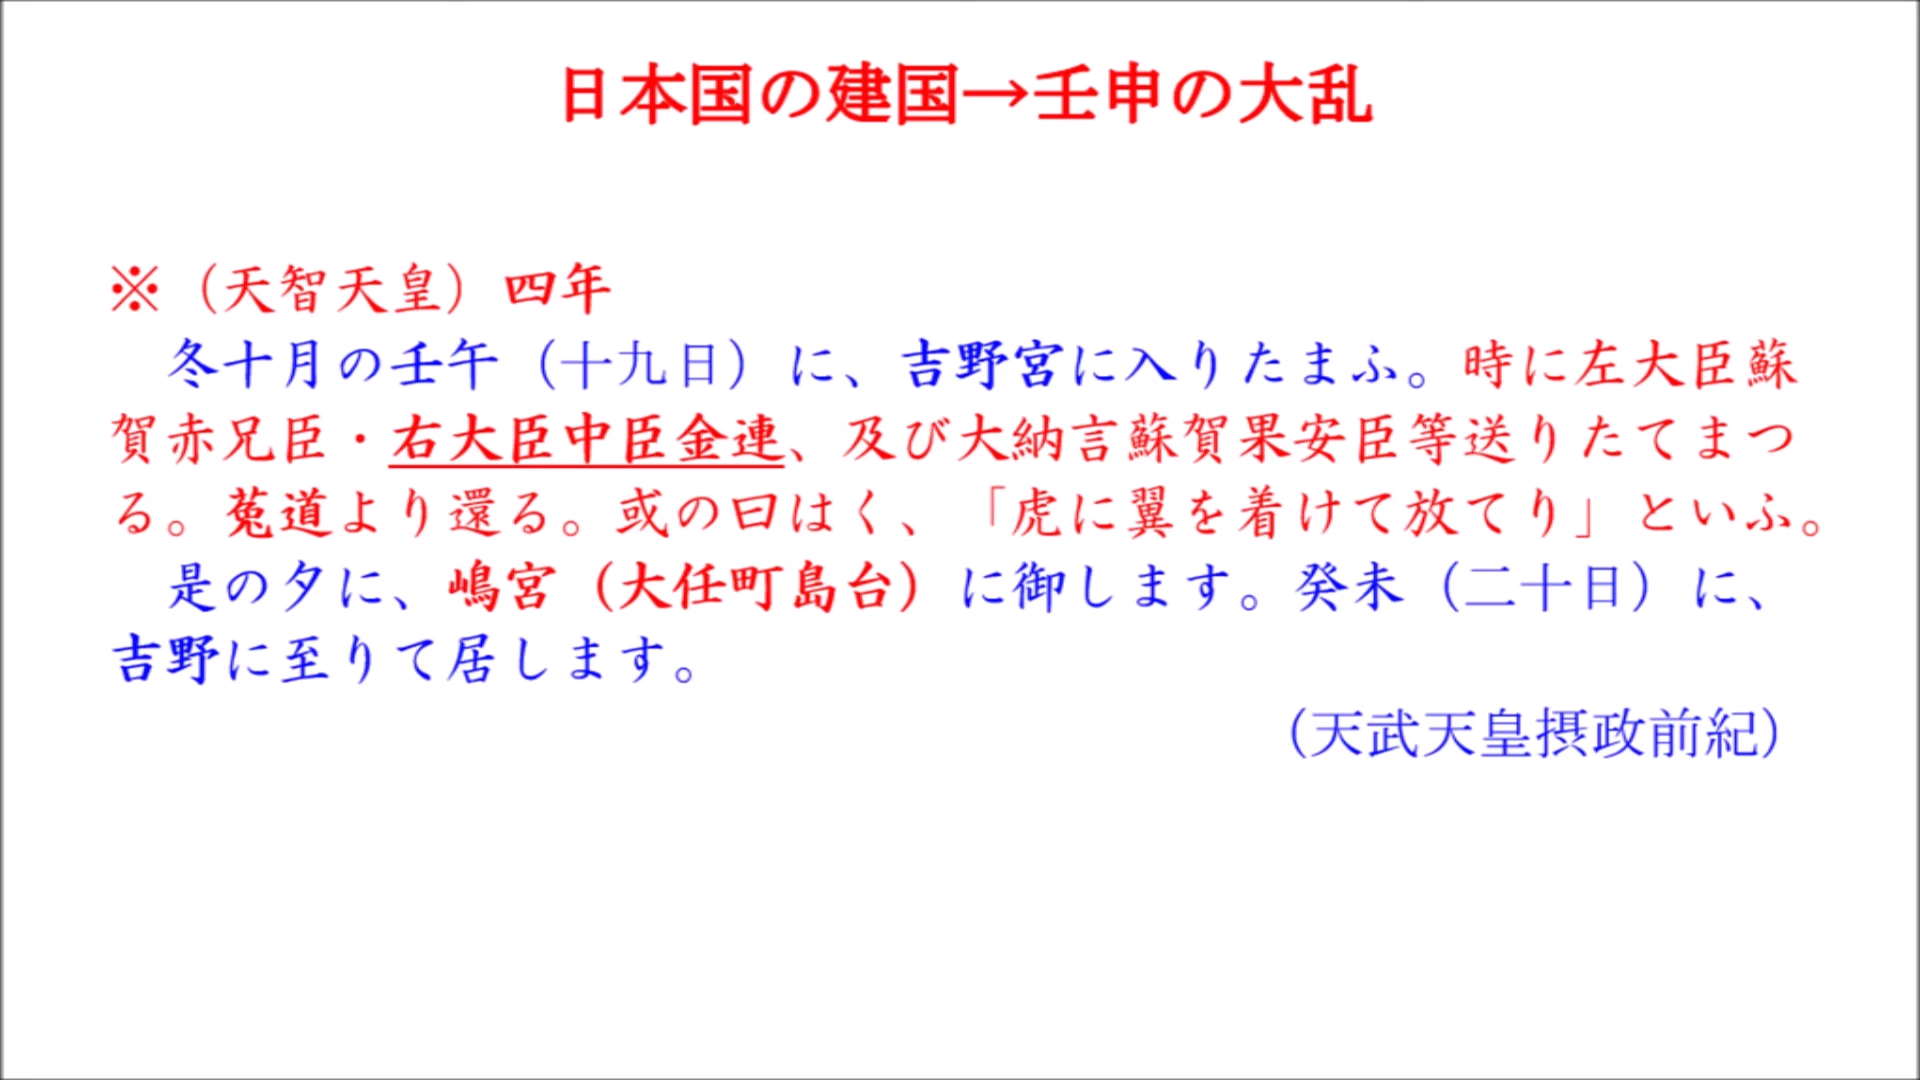 日本国の建国→壬申の大乱
※（天智天皇）四年
　冬十月の壬午（十九日）に、吉野宮に入りたまふ。時に左大臣蘇
賀赤兄臣・右大臣中臣金連、及び大納言蘇賀果安臣等送りたてまつ
る。菟道より還る。或の曰はく、「虎に翼を着けて放てり」といふ。
　是の夕に、嶋宮（大任町島台）に御します。癸未（二十日）に、
吉野に至りて居します。
（天武天皇摂政前紀）